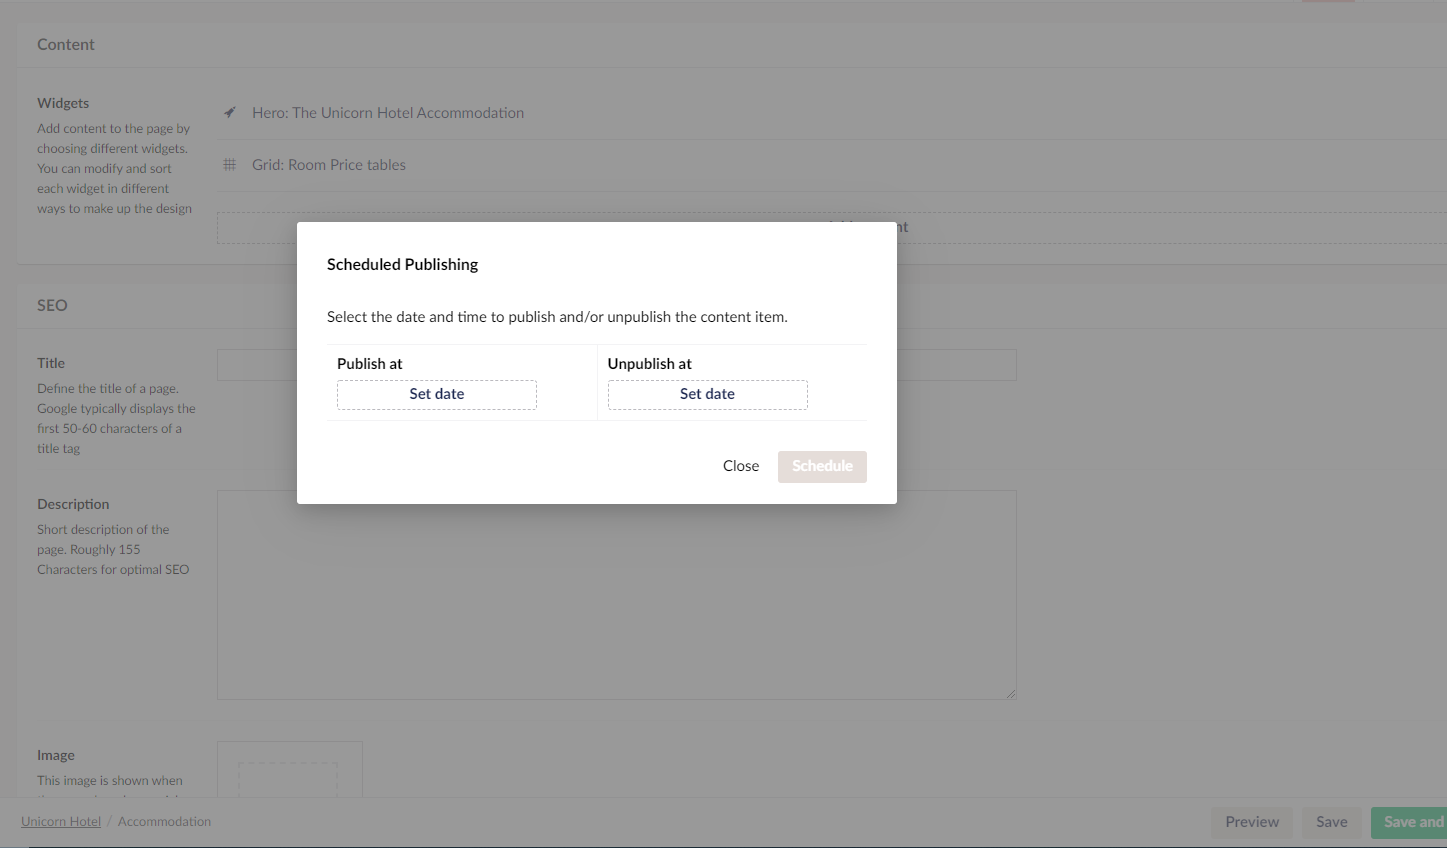 Content
Widgets
Add content to the page by
choosing different widgets.
You can modify and sort
each widget in different
ways to make up the design
Hero: The Unicorn Hotel Accommodation
Grid: Room Price tables
Scheduled Publishing
Select the date and time to publish and/or unpublish the content item.
Publish at
Set date
Unpublish at
Set date
Close
Schedule
SEO
Title
Define the title of a page.
Google typically displays the
first 50-60 characters of a
title tag
Description
Short description of the
page. Roughly 155
Characters for optimal SEO
Image
This image is shown when
Unicorn Hotel / Accommodation
Preview
Save
Save and